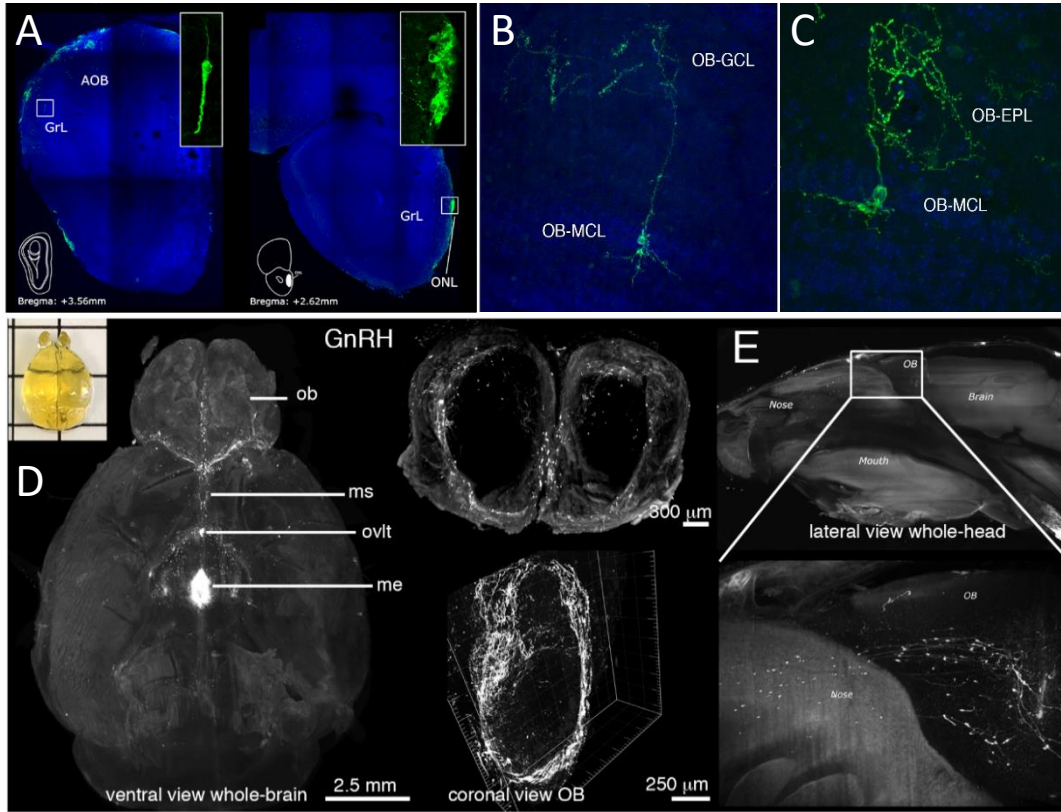 A
AOB
GrL
Bregma: +3.56mm
GrL
ONL
Bregma: +2.62mm
B
OB-GCL
OB-MCL
C
OB-EPL
OB-MCL
D
GnRH
ob
ms
ovlt
me
ventral view whole-brain
2.5 mm
300 µm
coronal view OB
250 µm
E
OB
Nose
Brain
Mouth
lateral view whole-head
OB
Nose